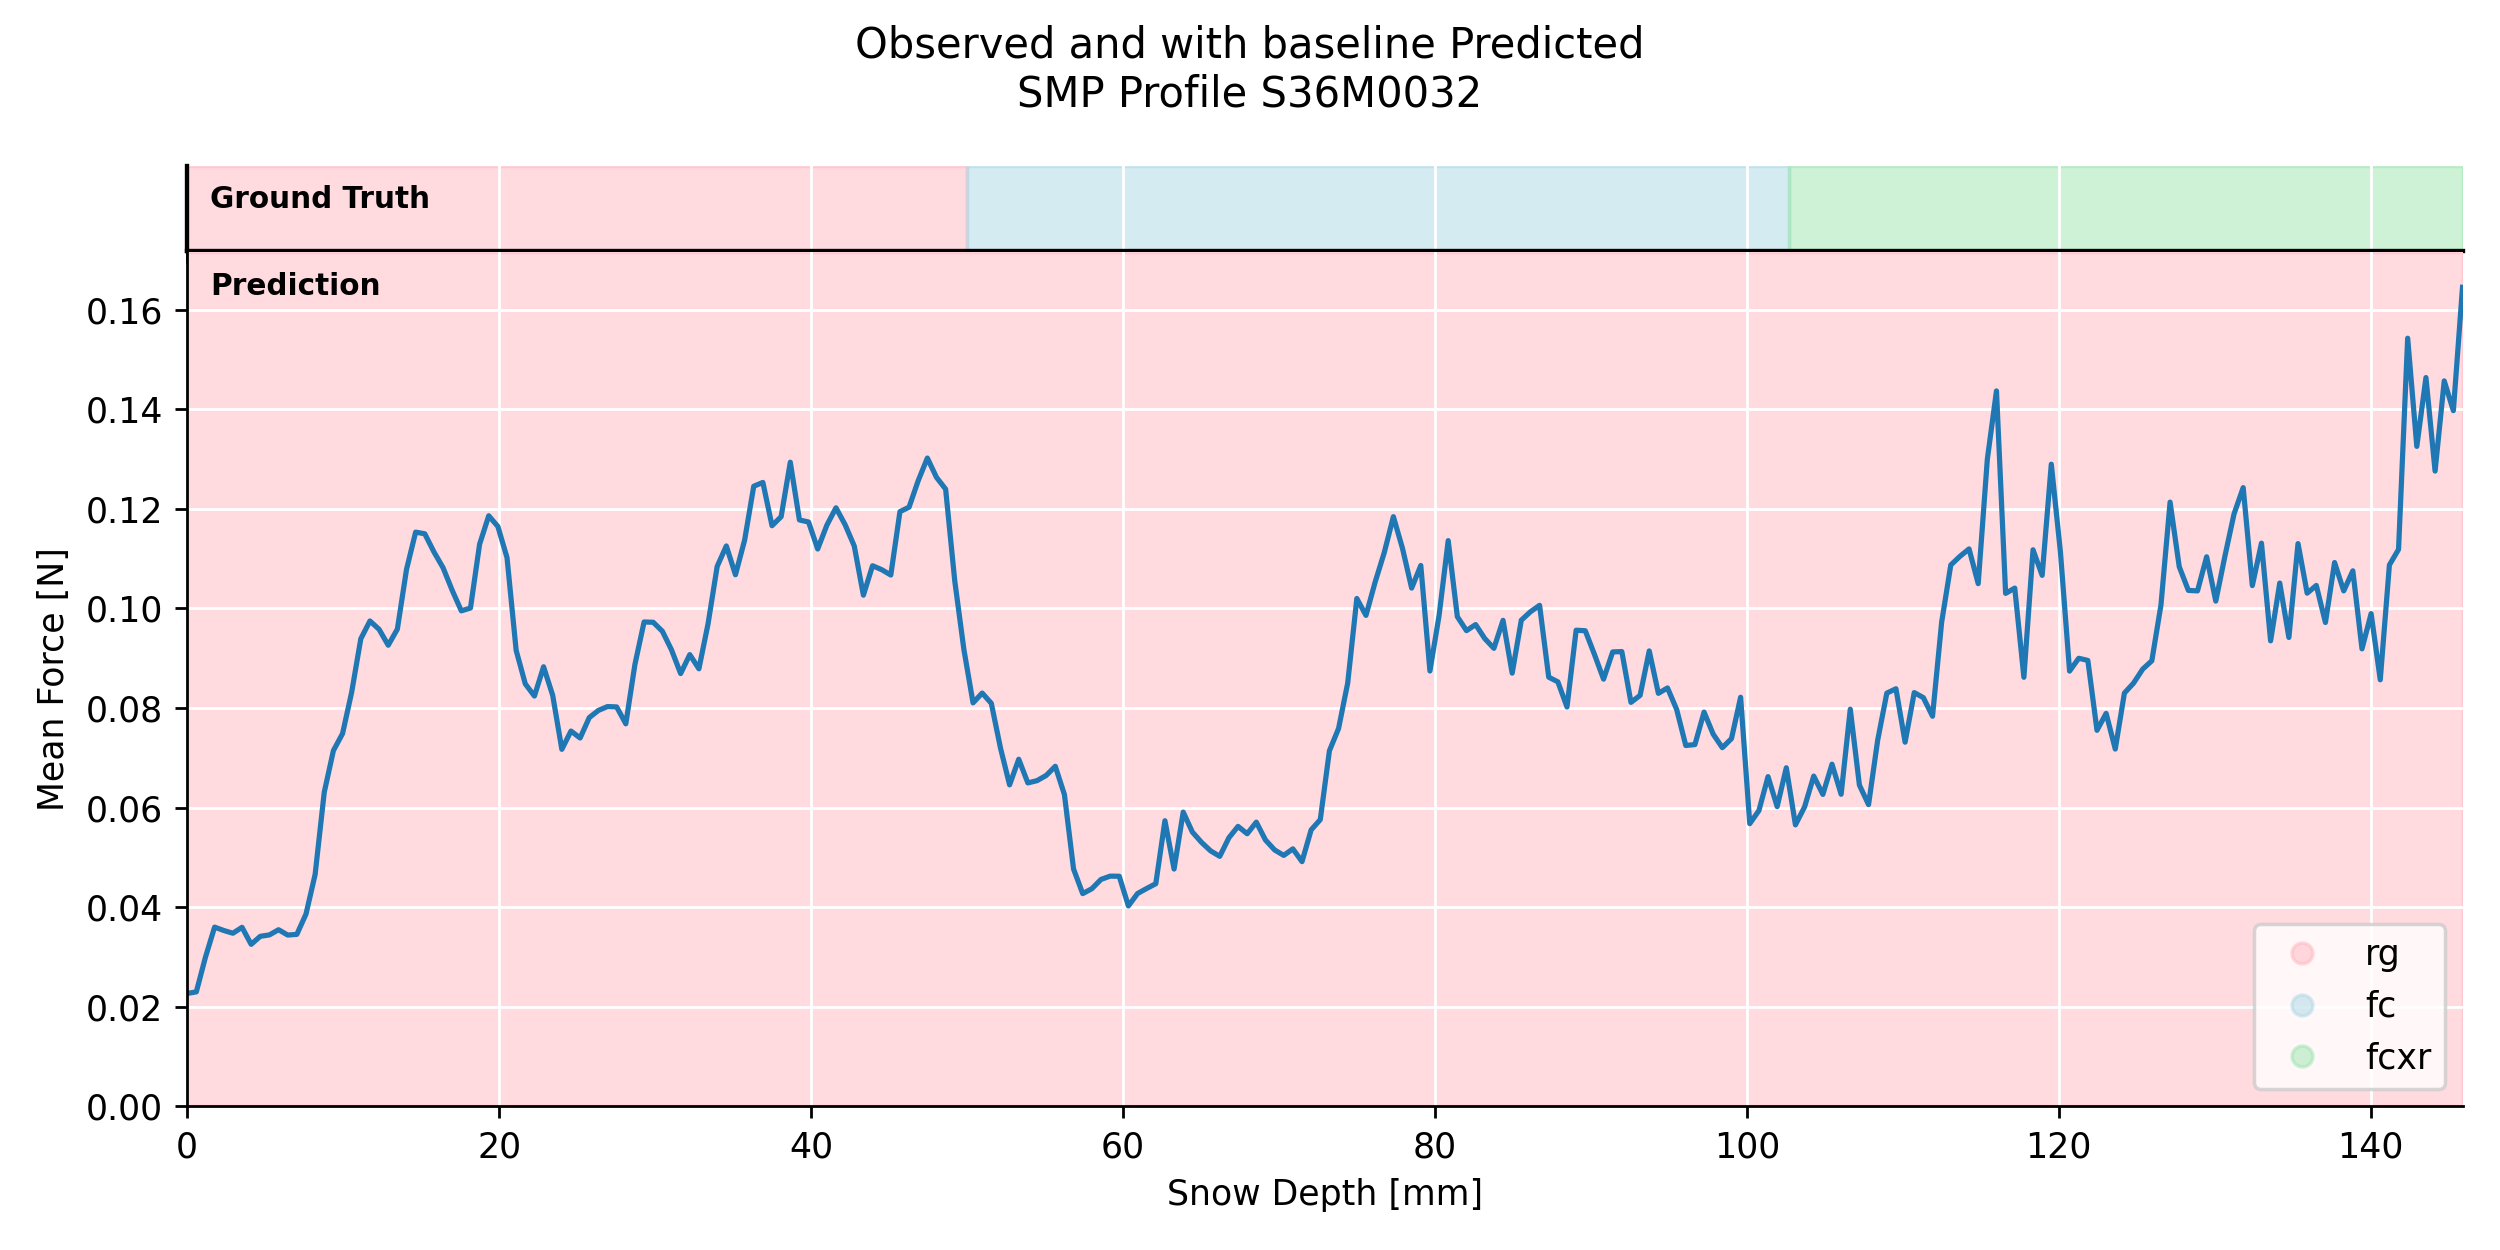 Observed and with baseline Predicted
SMP Profile S36M0032
Ground Truth
Prediction
0.16
0.14
0.12
0.10
0.08
0.06
0.04
0.02
0.00
Mean Force [N]
rg
fc
fcxr
0 20 40 60 80 100 120 140
Snow Depth [mm]